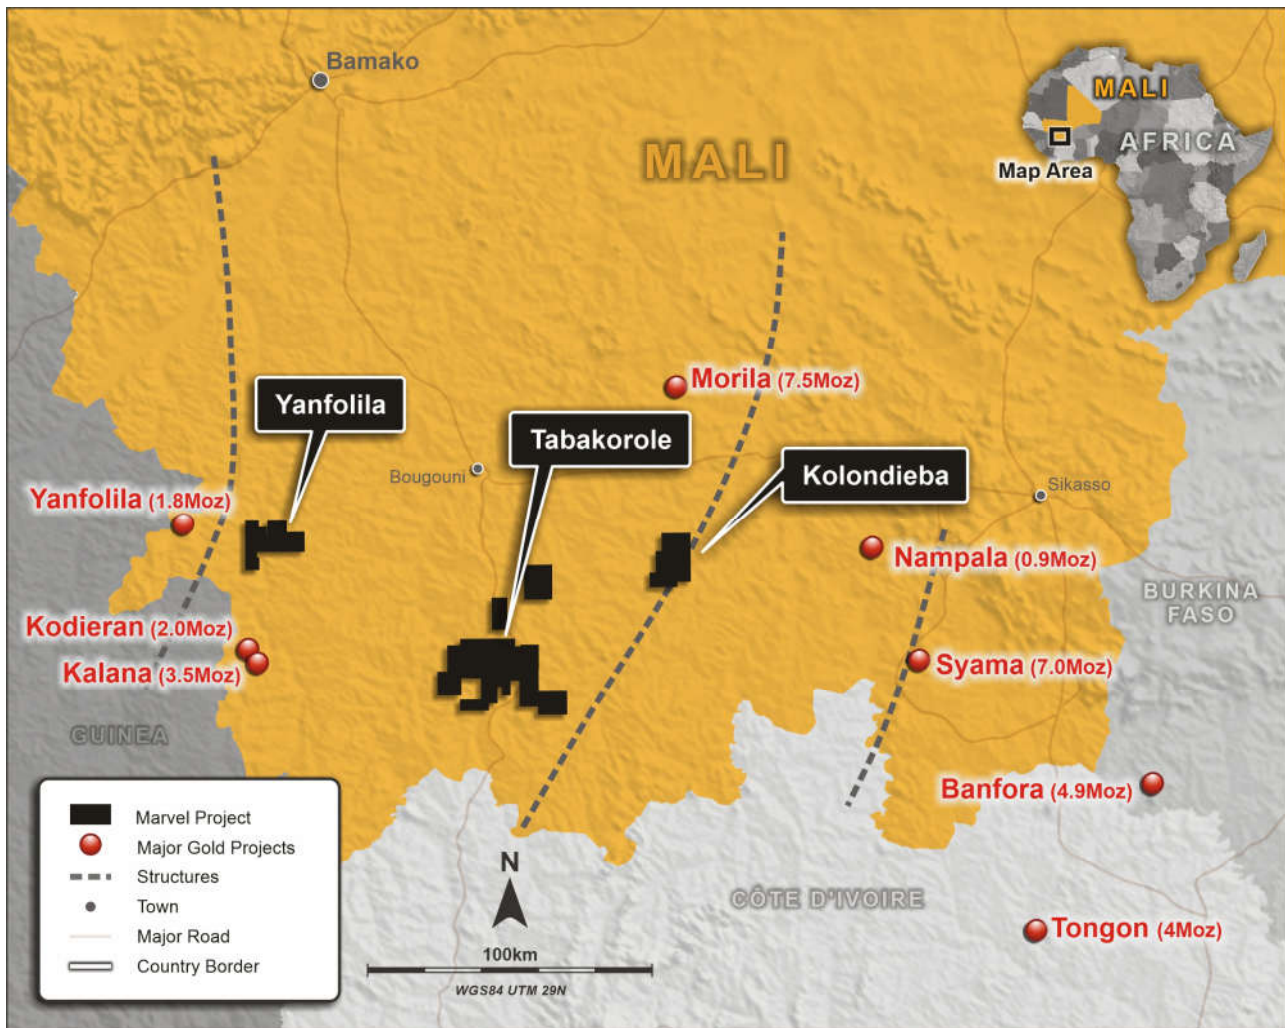 Bamako
MALI
MALI
AFRICA
Map Area
Morila (7.5Moz)
Yanfolila
Tabakorole
Kolondieba
Bougouni
Sikasso
Yanfolila (1.8Moz)
Nampala (0.9Moz)
BURKINA
FASO
Kodieran (2.0Moz)
Kalana (3.5Moz)
Syama (7.0Moz)
GUINEA
Banfora (4.9Moz)
CÔTE D'IVOIRE
Tongon (4Moz)
Marvel Project
Major Gold Projects
Structures
Town
Major Road
Country Border
N
100km
WGS84 UTM 29N